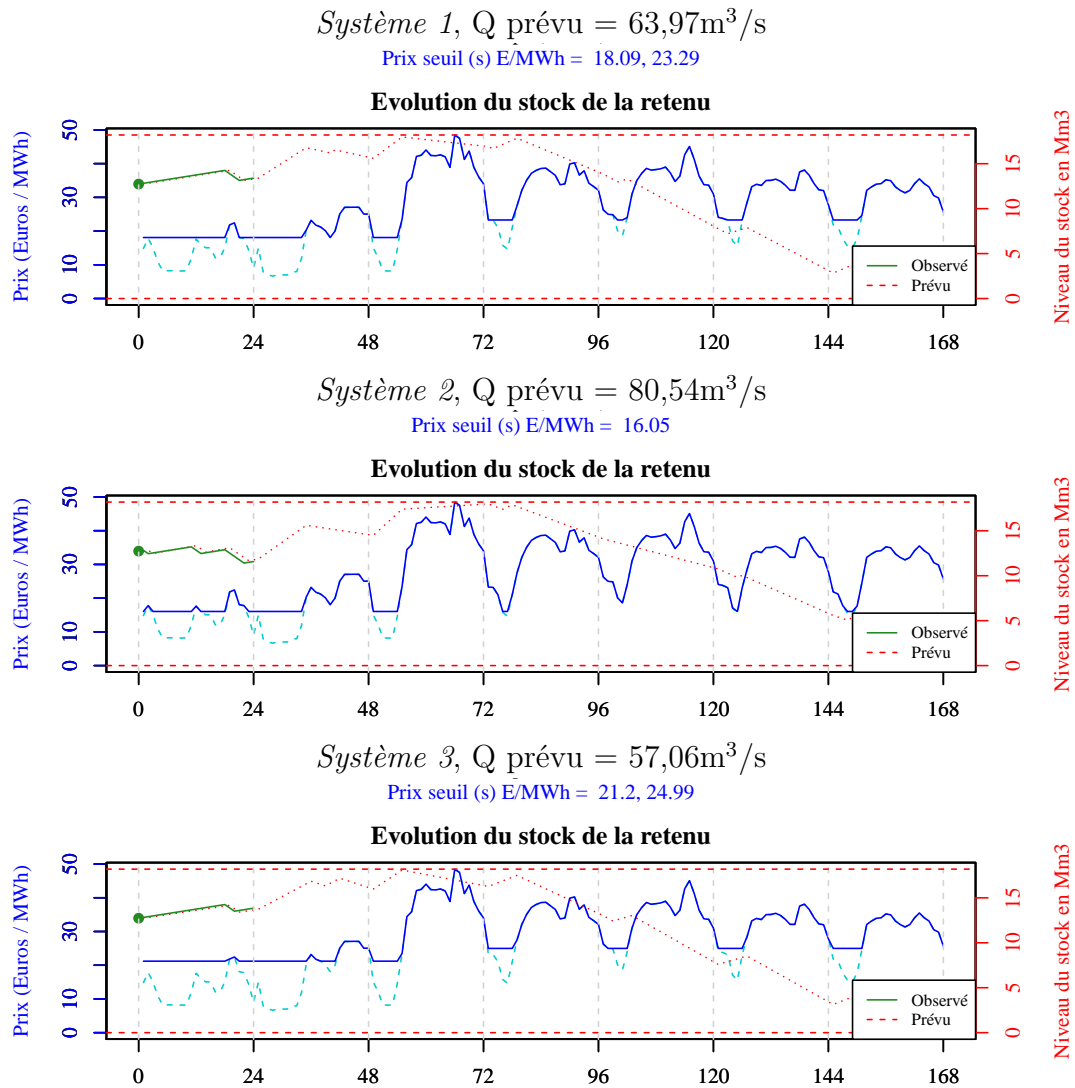 Système 1, Q prévu = 63,97m³/s
Prix seuil (s) E/MWh = 18.09, 23.29
Evolution du stock de la retenu
Prix (Euros / MWh)
50
30
10
0
15
10
5
0
Niveau du stock en Mm3
Observé
Prévu
0 24 48 72 96 120 144 168
Système 2, Q prévu = 80,54m³/s
Prix seuil (s) E/MWh = 16.05
Evolution du stock de la retenu
Prix (Euros / MWh)
50
30
10
0
15
10
5
0
Niveau du stock en Mm3
Observé
Prévu
0 24 48 72 96 120 144 168
Système 3, Q prévu = 57,06m³/s
Prix seuil (s) E/MWh = 21.2, 24.99
Evolution du stock de la retenu
Prix (Euros / MWh)
50
30
10
0
15
10
5
0
Niveau du stock en Mm3
Observé
Prévu
0 24 48 72 96 120 144 168